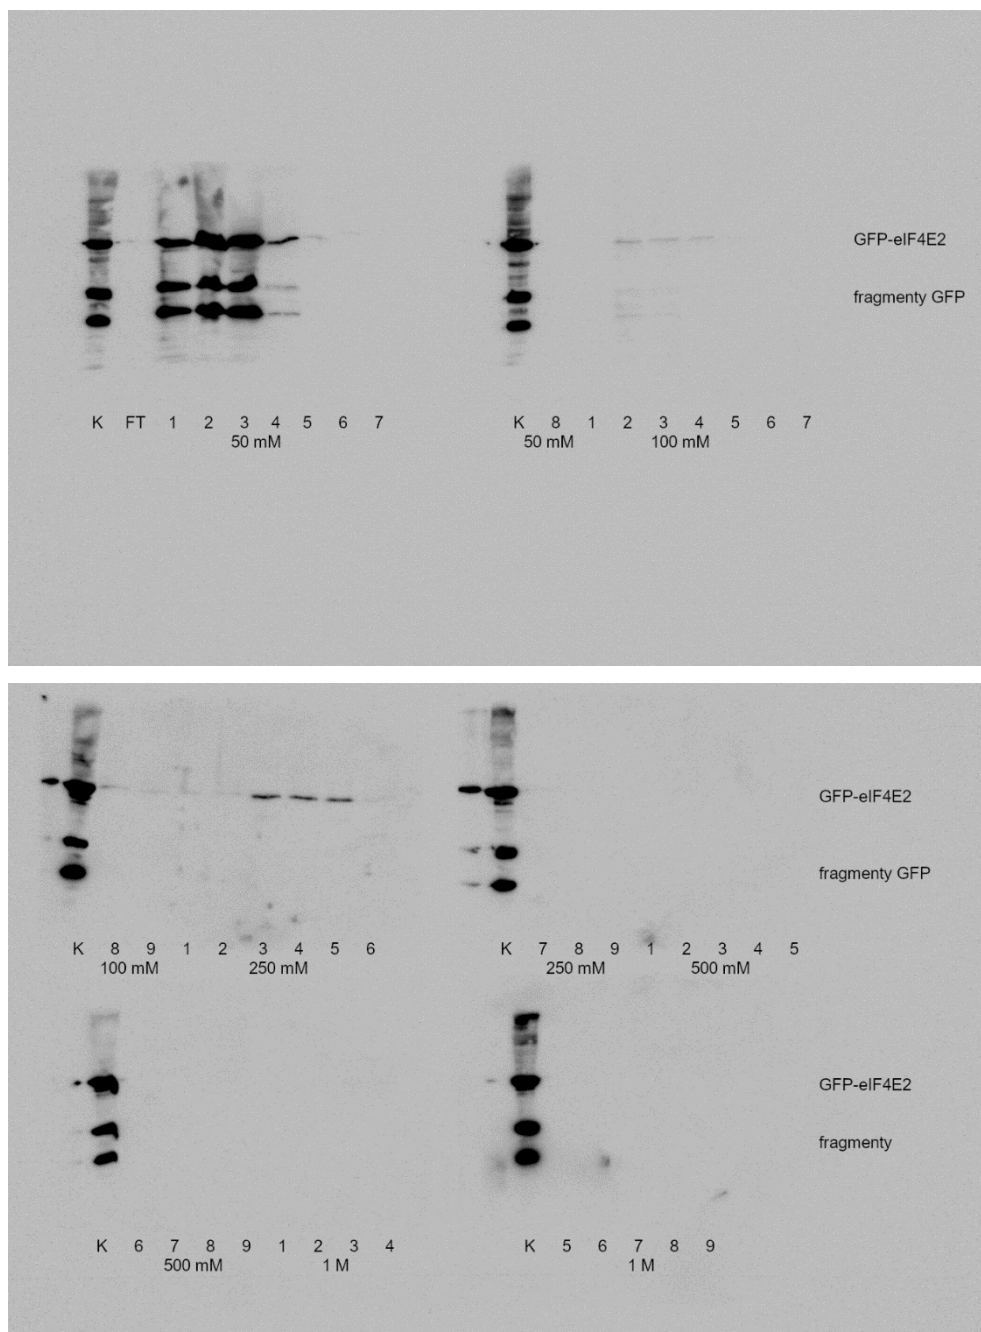 GFP-eIF4E2
fragmenty GFP
K FT 1 2 3 4 5 6 7 K 8 1 2 3 4 5 6 7
50 mM 50 mM 100 mM
GFP-eIF4E2
fragmenty GFP
K 8 9 1 2 3 4 5 6 K 7 8 9 1 2 3 4 5
100 mM 250 mM 250 mM 500 mM
GFP-eIF4E2
fragmenty
K 6 7 8 9 1 2 3 4 K 5 6 7 8 9
500 mM 1 M 1 M